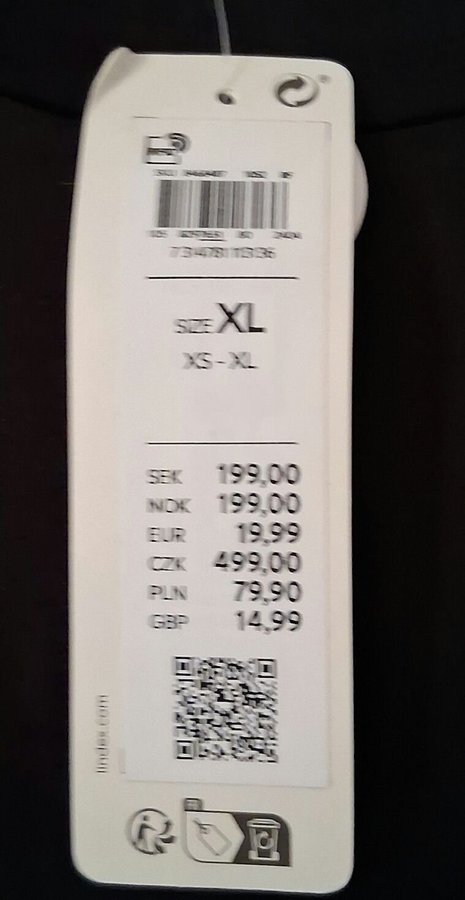 SIZE XL
XS - XL
SEK 199,00
NOK 199,00
EUR 19,99
CZK 499,00
PLN 79,90
GBP 14,99
lindex.com